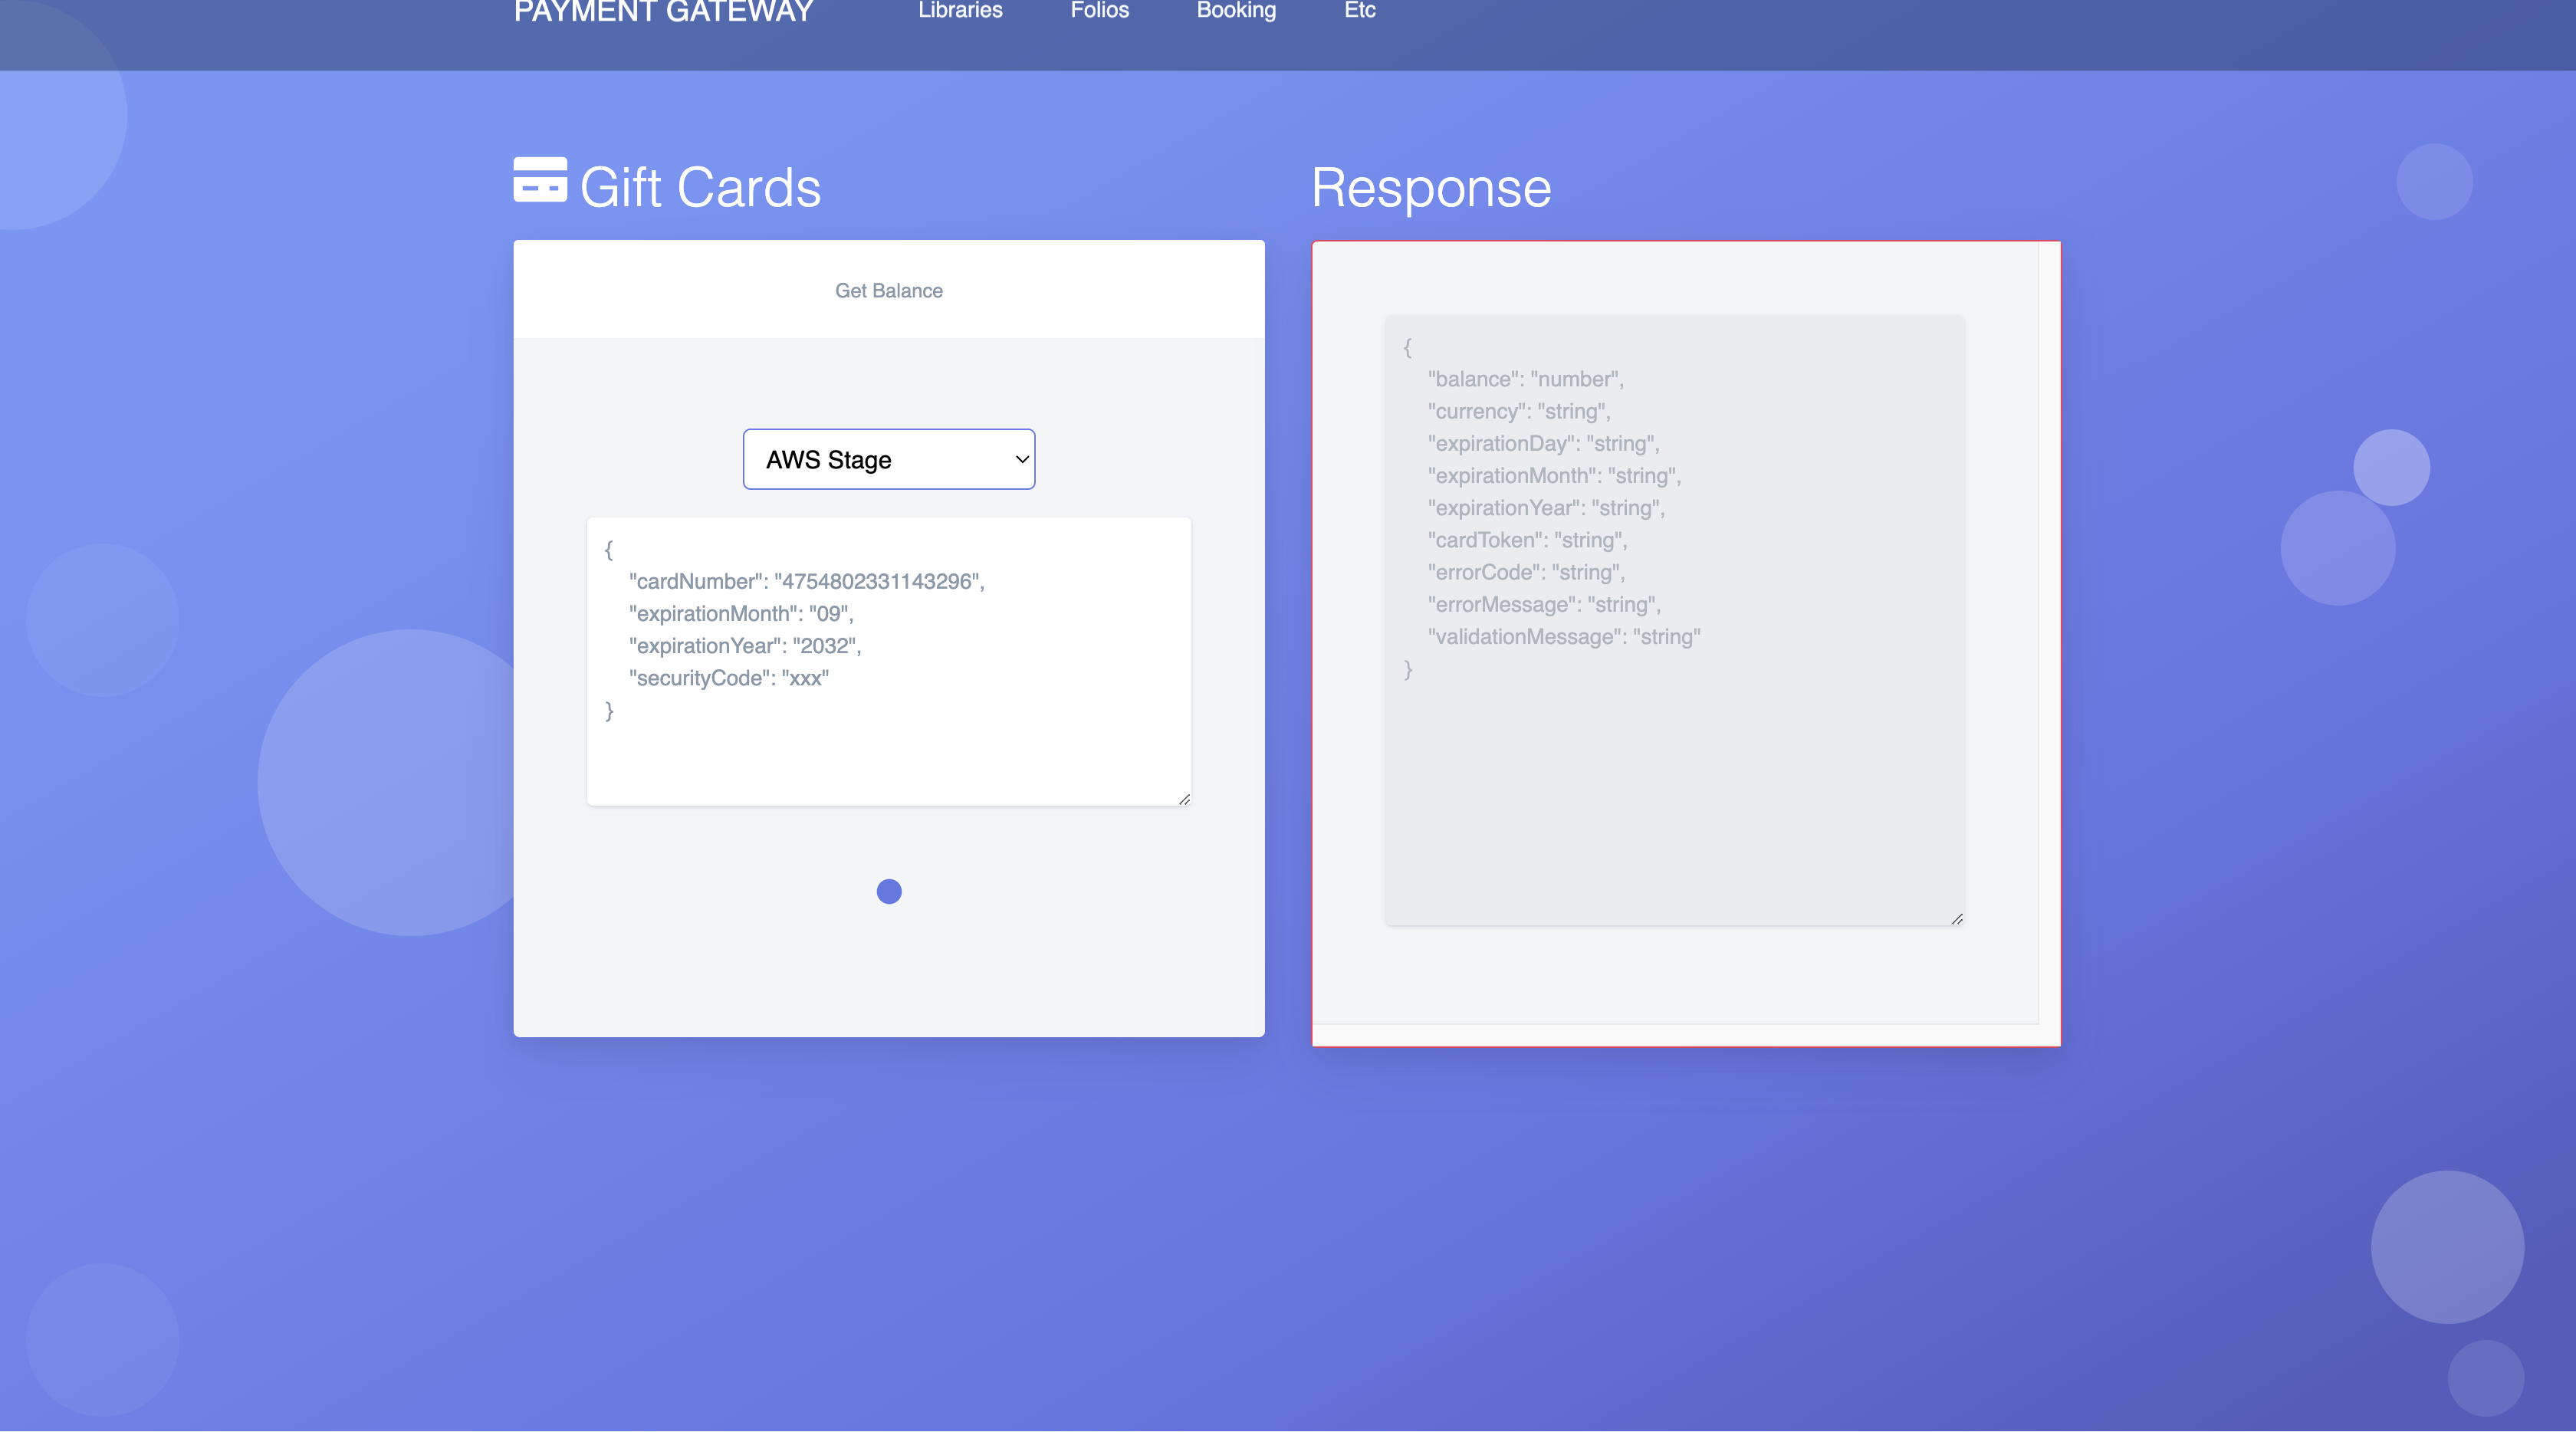 PAYMENT GATEWAY Libraries Folios Booking Etc
Gift Cards
Get Balance
AWS Stage
{
"cardNumber": "4754802331143296",
"expirationMonth": "09",
"expirationYear": "2032",
"securityCode": "xxx"
}
Response
{
"balance": "number",
"currency": "string",
"expirationDay": "string",
"expirationMonth": "string",
"expirationYear": "string",
"cardToken": "string",
"errorCode": "string",
"errorMessage": "string",
"validationMessage": "string"
}